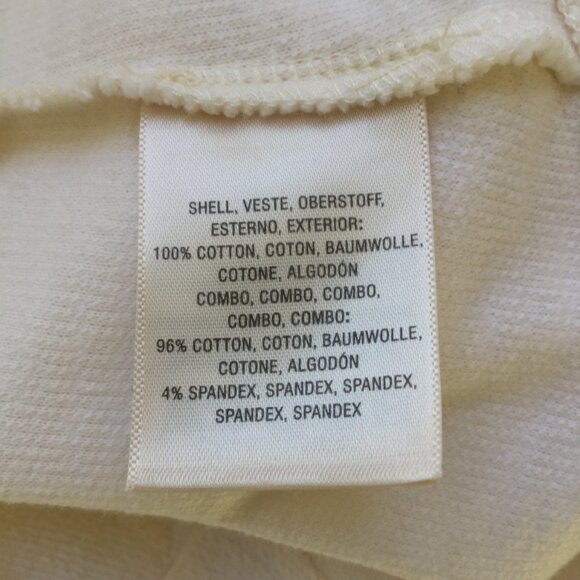 SHELL, VESTE, OBERSTOFF,
ESTERNO, EXTERIOR:
100% COTTON, COTON, BAUMWOLLE,
COTONE, ALGODÓN
COMBO, COMBO, COMBO,
COMBO, COMBO:
96% COTTON, COTON, BAUMWOLLE,
COTONE, ALGODÓN
4% SPANDEX, SPANDEX, SPANDEX,
SPANDEX, SPANDEX